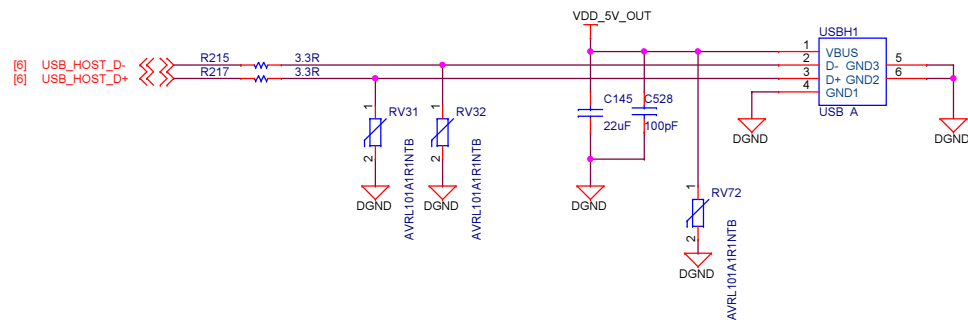 VDD_5V_OUT
USBH1
[6] USB_HOST_D-
R215
3.3R
[6] USB_HOST_D+
R217
3.3R
1
2
3
4
VBUS
D- GND3
D+ GND2
GND1
5
6
USB_A
1
RV31
2
DGND
AVRL101A1R1NTB
1
RV32
2
DGND
AVRL101A1R1NTB
C145
22uF
C528
100pF
DGND
DGND
DGND
1
RV72
2
DGND
AVRL101A1R1NTB